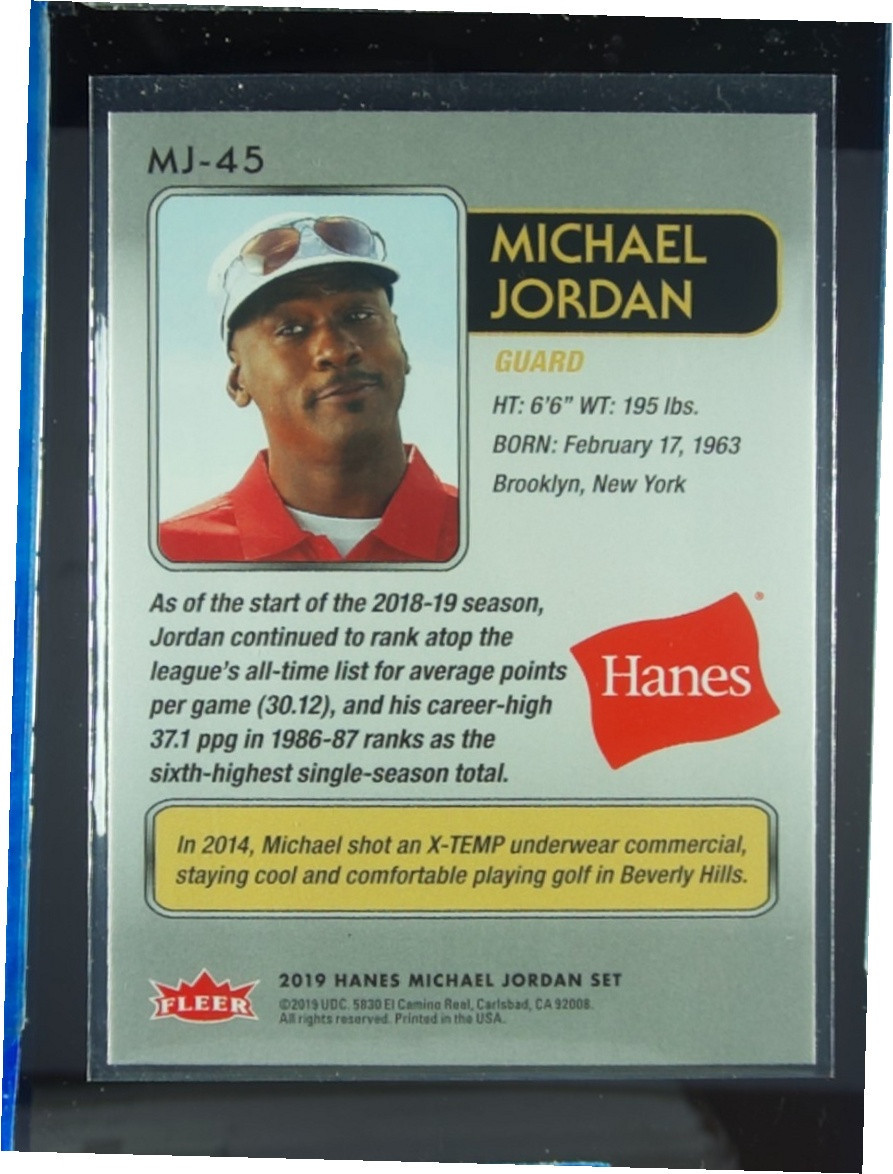 MJ-45
MICHAEL
JORDAN
GUARD
HT: 6'6" WT: 195 lbs.
BORN: February 17, 1963
Brooklyn, New York
As of the start of the 2018-19 season,
Jordan continued to rank atop the
league's all-time list for average points
per game (30.12), and his career-high
37.1 ppg in 1986-87 ranks as the
sixth-highest single-season total.
Hanes®
In 2014, Michael shot an X-TEMP underwear commercial,
staying cool and comfortable playing golf in Beverly Hills.
FLEER
2019 HANES MICHAEL JORDAN SET
©2019 UDC. 5830 El Camino Real, Carlsbad, CA 92008.
All rights reserved. Printed in the USA.